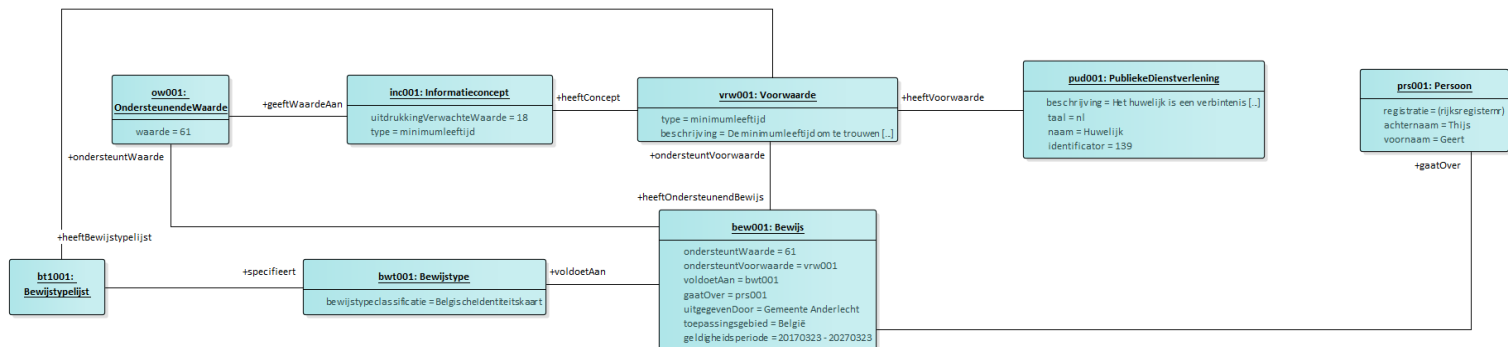 ow001:
OndersteunendeWaarde
waarde = 61
+geeftWaardeAan
inc001: Informatieconcept
uitdrukkingVerwachteWaarde = 18
type = minimumleeftijd
+heeftConcept
vrw001: Voorwaarde
type = minimumleeftijd
beschrijving = De minimumleeftijd om te trouwen [..]
+heeftVoorwaarde
pud001: PubliekeDienstverlening
beschrijving = Het huwelijk is een verbintenis [..]
taal = nl
naam = Huwelijk
identificator = 139
prs001: Persoon
registratie = (rijksregisternr)
achternaam = Thijs
voornaam = Geert
+ondersteuntWaarde
+ondersteuntVoorwaarde
+gaatOver
+heeftOndersteunendBewijs
+heeftBewijstypelijst
bt1001:
Bewijstypelijst
+specifieert
bwt001: Bewijstype
bewijstypeclassificatie = BelgischeIdentiteitskaart
+voldoetAan
bew001: Bewijs
ondersteuntWaarde = 61
ondersteuntVoorwaarde = vrw001
voldoetAan = bwt001
gaatOver = prs001
uitgegevenDoor = Gemeente Anderlecht
toepassingsgebied = België
geldigheidsperiode = 20170323 - 20270323